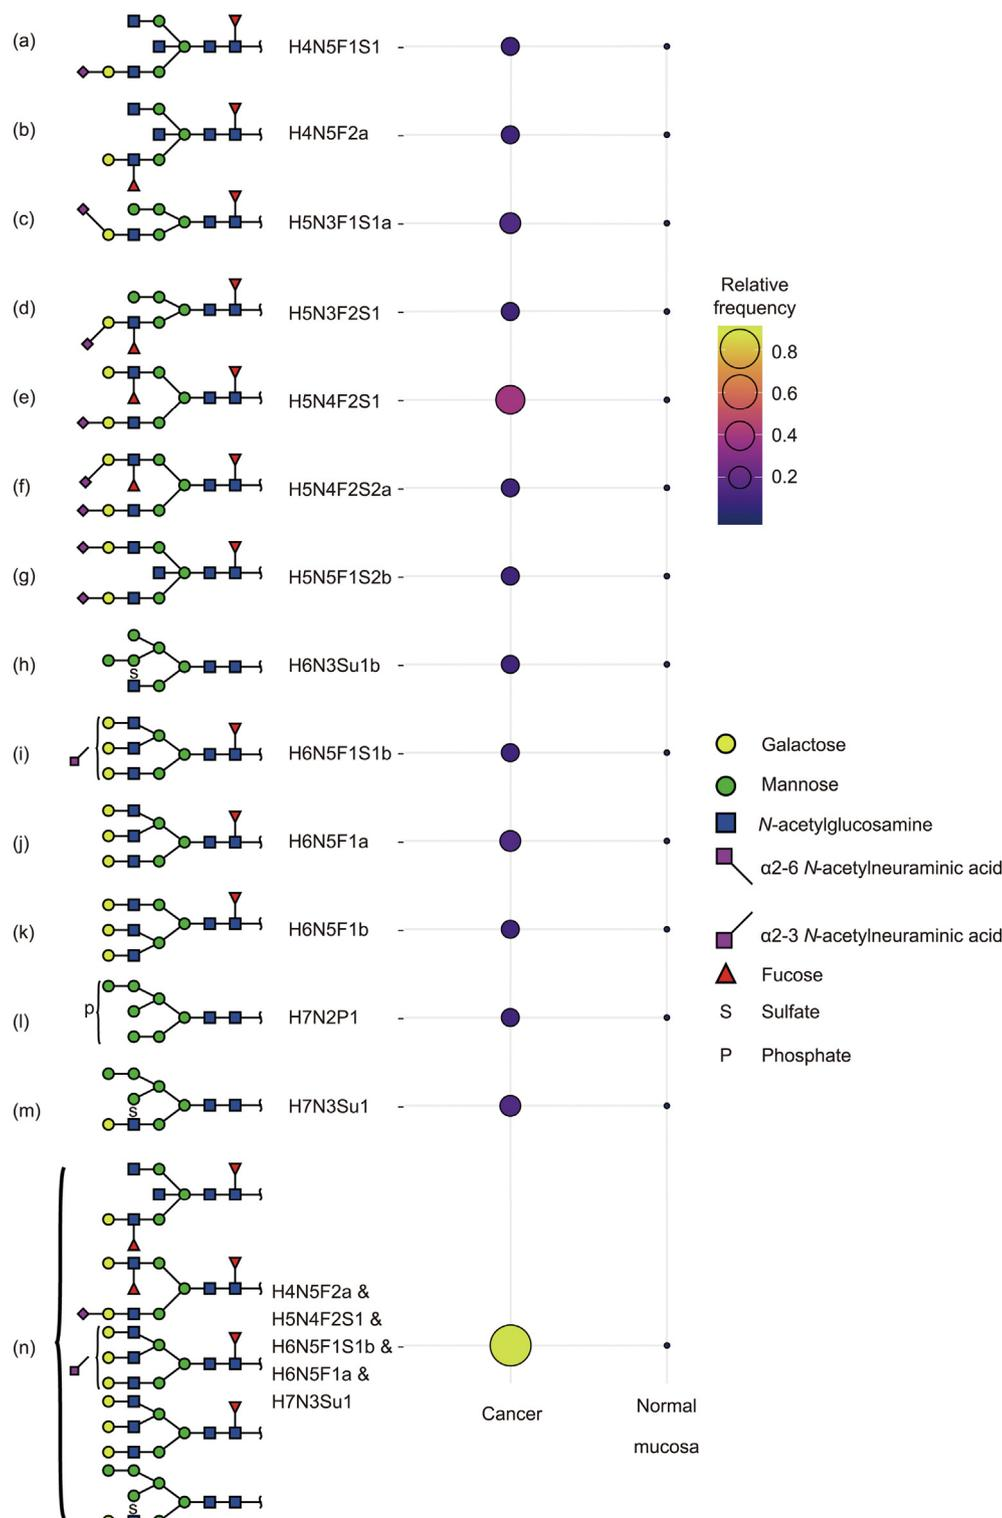 (a) H4N5F1S1
(b) H4N5F2a
(c) H5N3F1S1a
(d) H5N3F2S1
(e) H5N4F2S1
(f) H5N4F2S2a
(g) H5N5F1S2b
(h) H6N3Su1b
S
(i) H6N5F1S1b
(j) H6N5F1a
(k) H6N5F1b
(l) p H7N2P1
(m) H7N3Su1
S
(n)
H4N5F2a &
H5N4F2S1 &
H6N5F1S1b &
H6N5F1a &
H7N3Su1
S
Cancer
Normal
mucosa
Relative
frequency
0.8
0.6
0.4
0.2
Galactose
Mannose
N-acetylglucosamine
α2-6 N-acetylneuraminic acid
α2-3 N-acetylneuraminic acid
Fucose
S Sulfate
P Phosphate